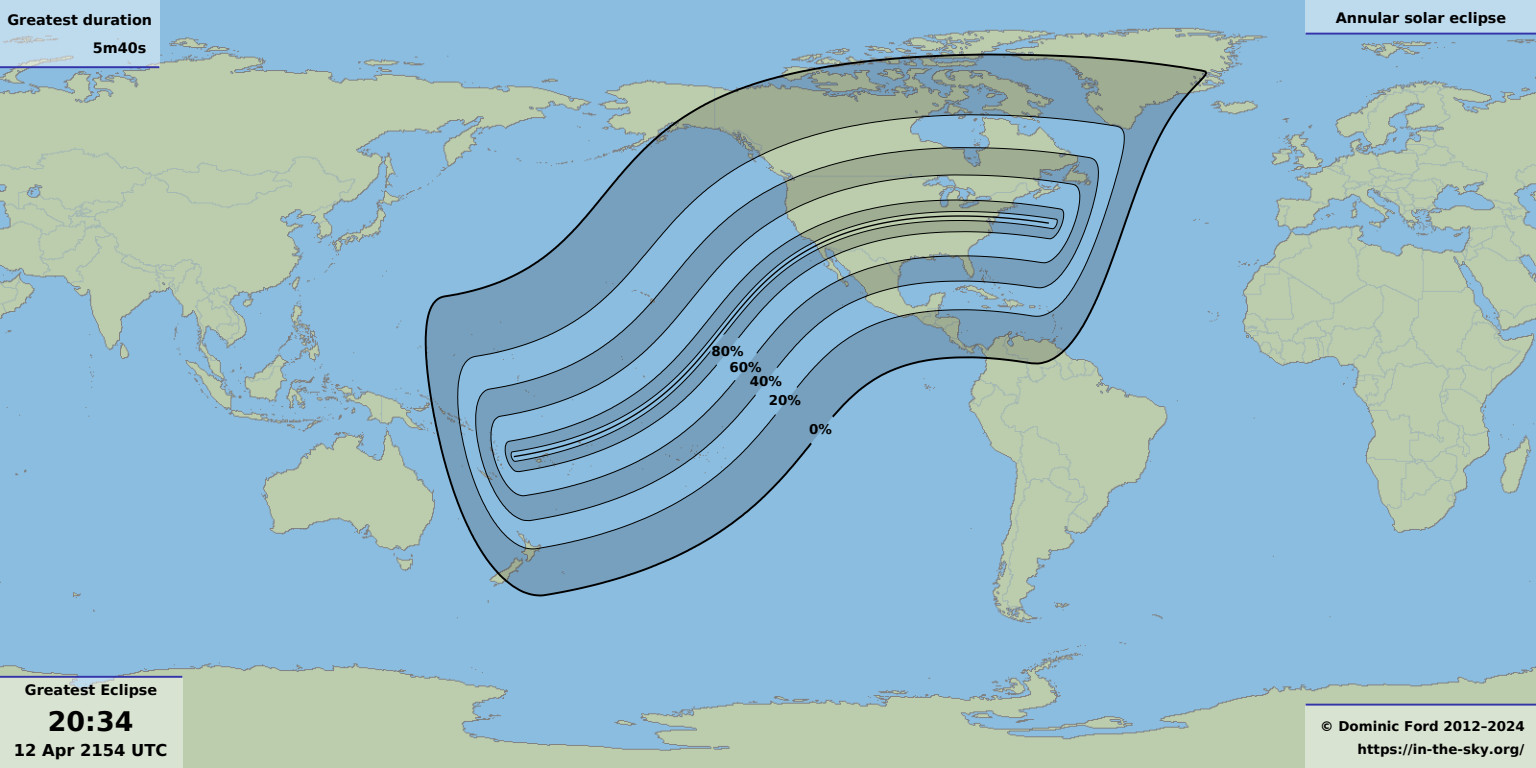 Greatest duration
5m40s
Annular solar eclipse
80%
60%
40%
20%
0%
Greatest Eclipse
20:34
12 Apr 2154 UTC
© Dominic Ford 2012–2024
https://in-the-sky.org/